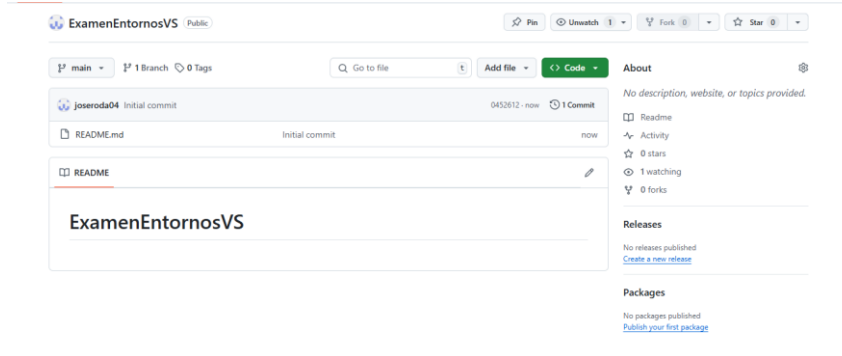 ExamenEntornosVS Public
Pin Unwatch 1 Fork 0 Star 0
main 1 Branch 0 Tags Go to file t Add file Code
joseroda04 Initial commit 0452612 · now 1 Commit
README.md Initial commit now
README
ExamenEntornosVS
About
No description, website, or topics provided.
Readme
Activity
0 stars
1 watching
0 forks
Releases
No releases published
Create a new release
Packages
No packages published
Publish your first package